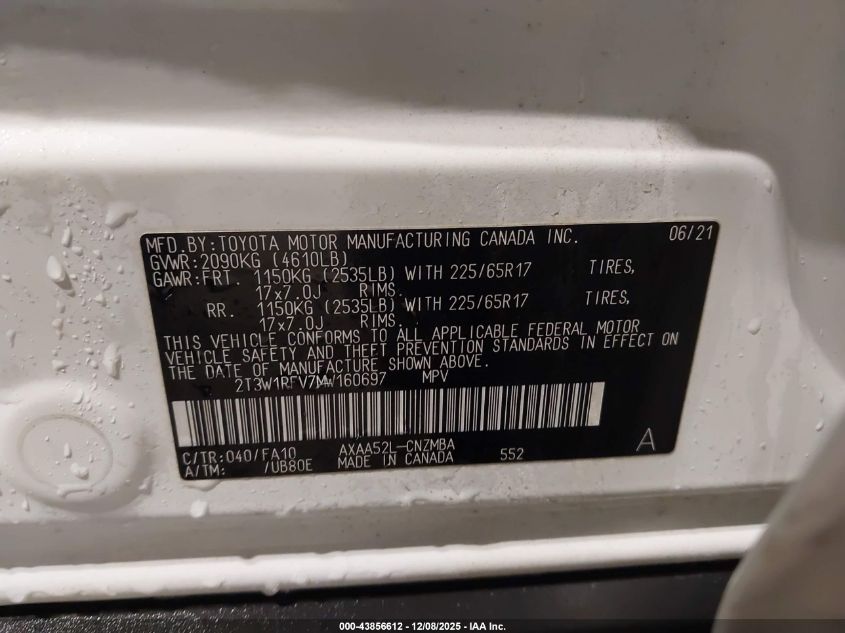 MFD.BY:TOYOTA MOTOR MANUFACTURING CANADA INC. 06/21
GVWR:2090KG (4610LB)
GAWR:FRT. 1150KG (2535LB) WITH 225/65R17 TIRES,
17x7.0J RIMS.
RR. 1150KG (2535LB) WITH 225/65R17 TIRES,
17x7.0J RIMS.
THIS VEHICLE CONFORMS TO ALL APPLICABLE FEDERAL MOTOR
VEHICLE SAFETY AND THEFT PREVENTION STANDARDS IN EFFECT ON
THE DATE OF MANUFACTURE SHOWN ABOVE.
2T3W1RFV7MW160697 MPV
C/TR:040/FA10 AXAA52L-CNZMBA A
A/TM: /UB80E MADE IN CANADA 552
000-43856612 - 12/08/2025 - IAA Inc.